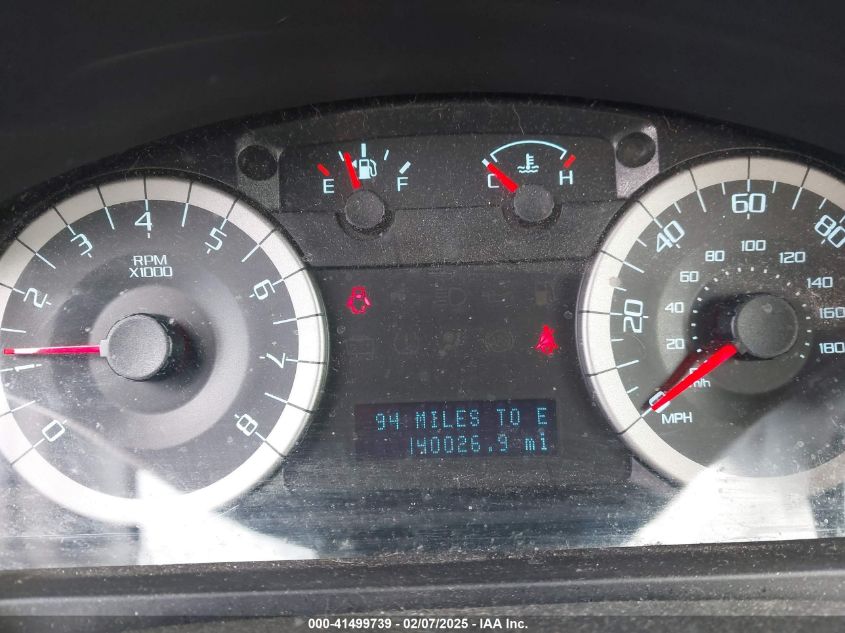 E F
C H
0 1 2 3 4 5 6 7 8
RPM
X1000
0 20 40 60 80
20 40 60 80 100 120 140 160 180
km/h
MPH
94 MILES TO E
140026.9 mi
000-41499739 - 02/07/2025 - IAA Inc.